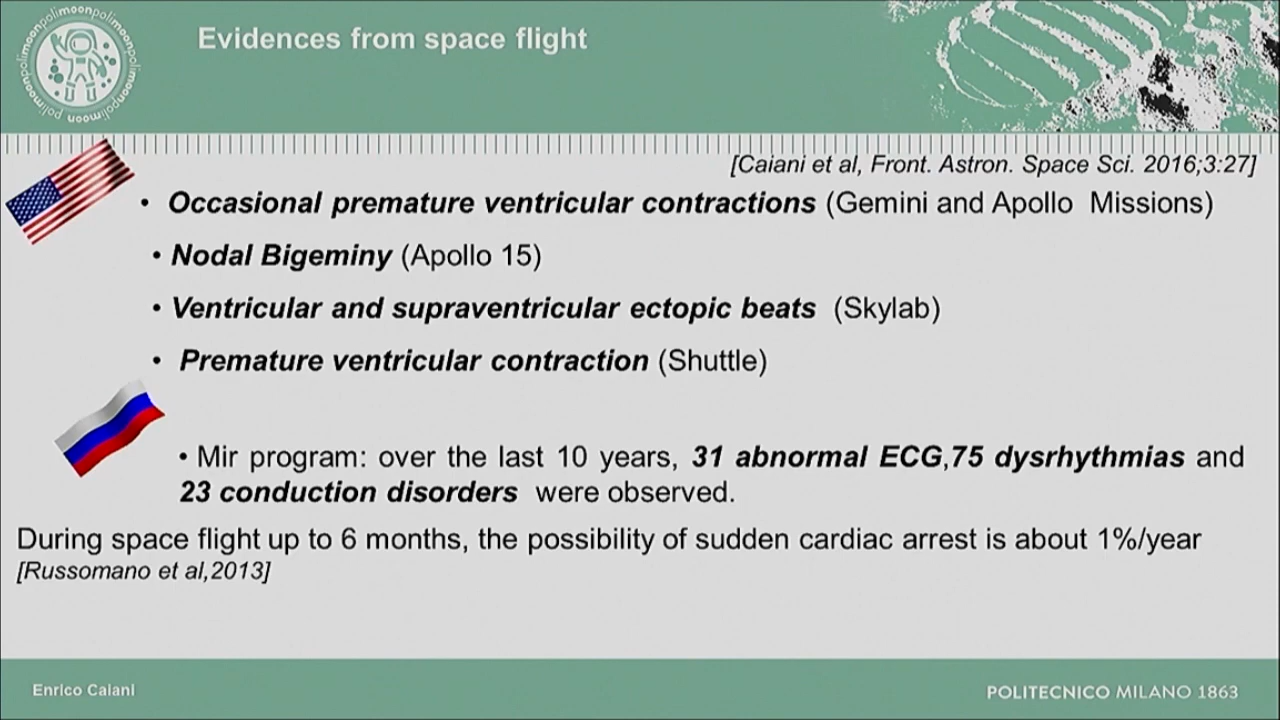 polimoonpolimoonpolimoonpolimoon
Evidences from space flight
[Caiani et al, Front. Astron. Space Sci. 2016;3:27]
• Occasional premature ventricular contractions (Gemini and Apollo Missions)
• Nodal Bigeminy (Apollo 15)
• Ventricular and supraventricular ectopic beats (Skylab)
• Premature ventricular contraction (Shuttle)
• Mir program: over the last 10 years, 31 abnormal ECG,75 dysrhythmias and
23 conduction disorders were observed.
During space flight up to 6 months, the possibility of sudden cardiac arrest is about 1%/year
[Russomano et al,2013]
Enrico Caiani
POLITECNICO MILANO 1863